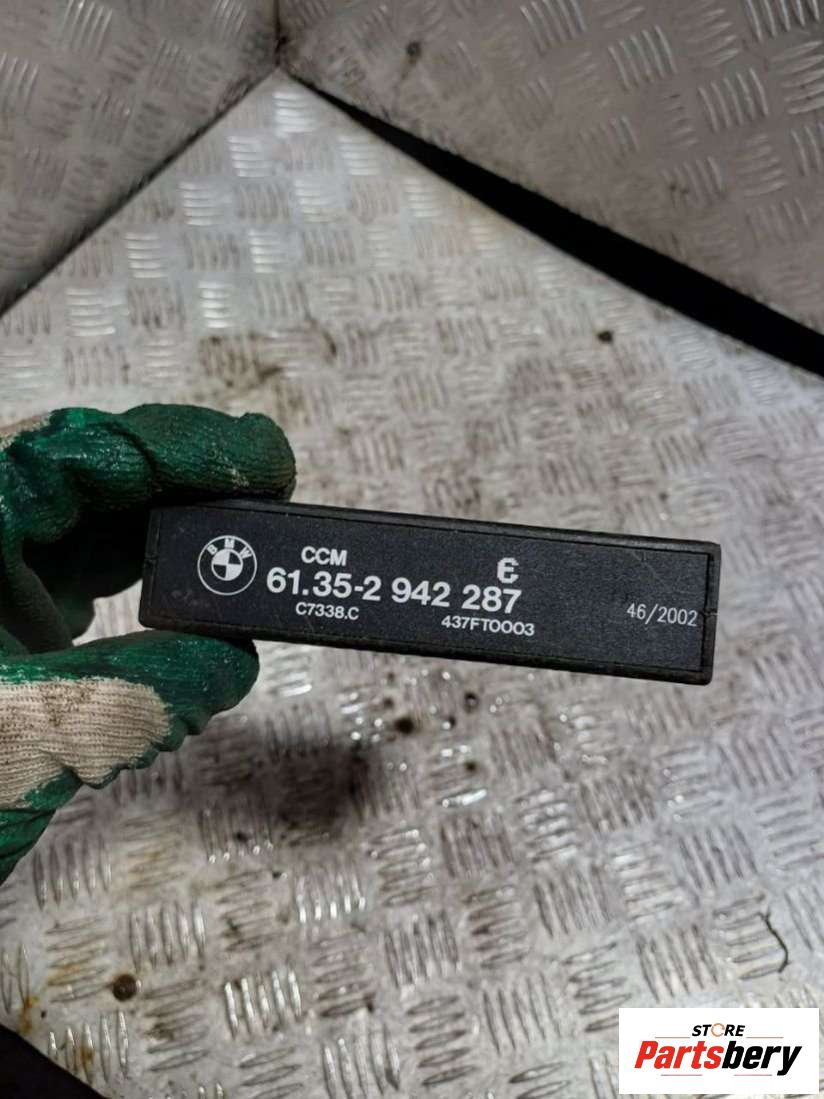 BMW
CCM
61.35-2 942 287
C7338.C
437FT0003
46/2002
STORE
Partsbery